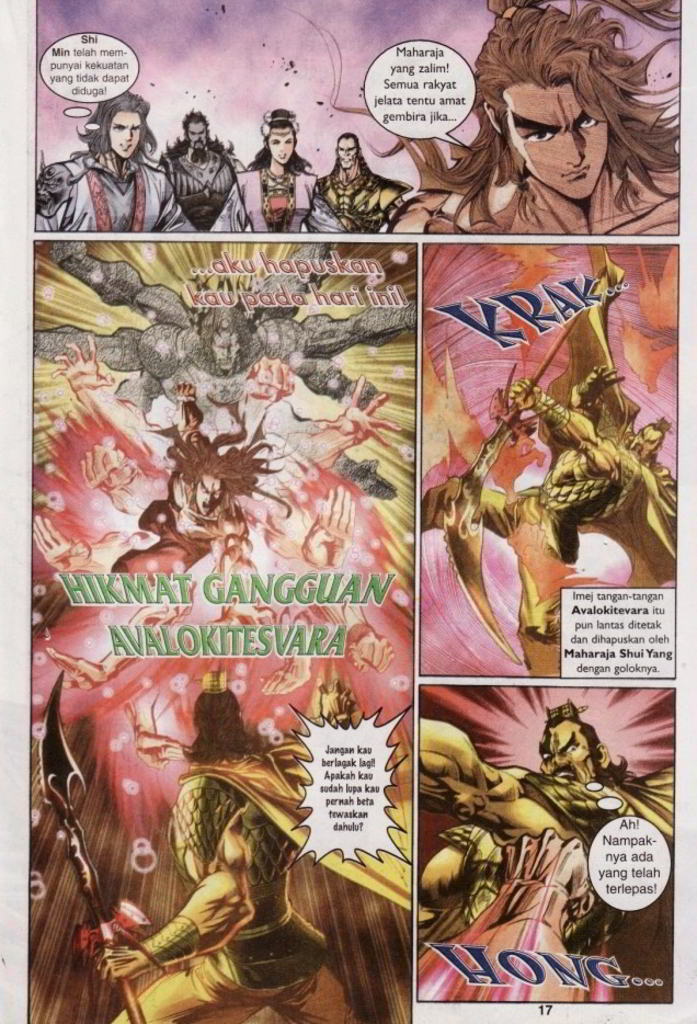 Shi
Min telah mem-
punyai kekuatan
yang tidak dapat
diduga!
Maharaja
yang zalim!
Semua rakyat
jelata tentu amat
gembira jika...
...aku hapuskan
kau pada hari ini!
HIKMAT GANGGUAN
AVALOKITESVARA
Jangan kau
berlagak lagi!
Apakah kau
sudah lupa kau
pernah beta
tewaskan
dahulu?
KRAK...
Imej tangan-tangan
Avalokitevara itu
pun lantas ditetak
dan dihapuskan oleh
Maharaja Shui Yang
dengan goloknya.
Ah!
Nampak-
nya ada
yang telah
terlepas!
HONG...
17